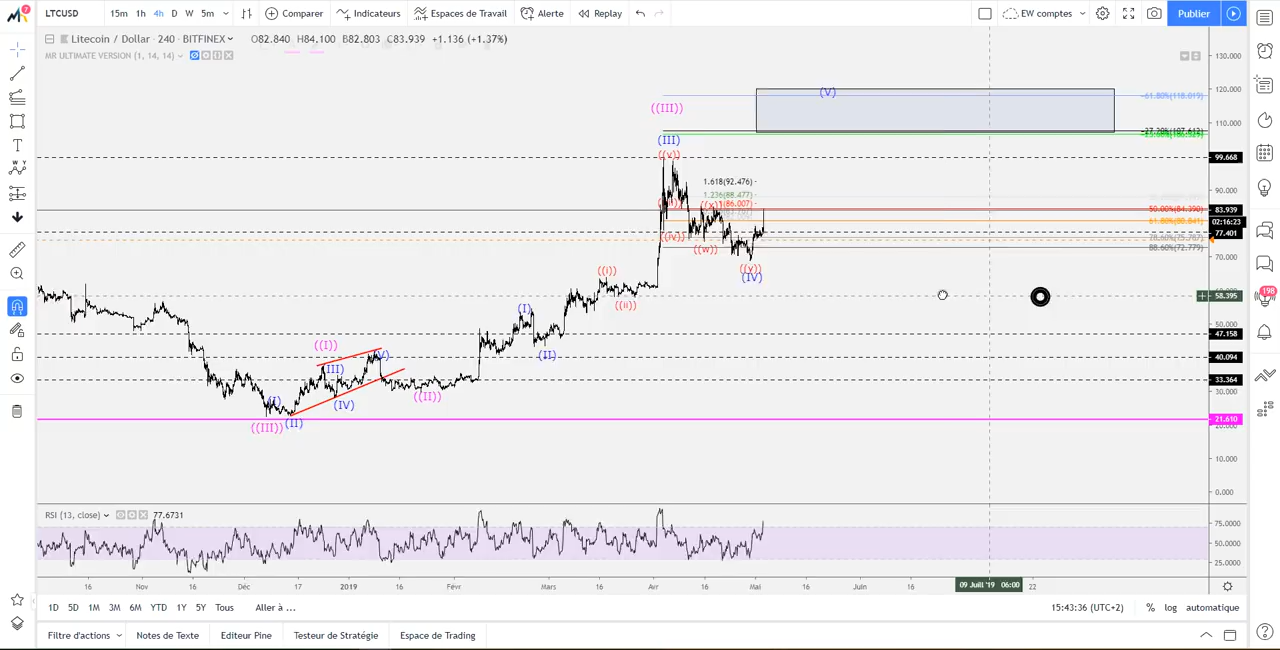 7
LTCUSD 15m 1h 4h D W 5m Comparer Indicateurs Espaces de Travail Alerte Replay EW comptes Publier
Litecoin / Dollar · 240 · BITFINEX O82.840 H84.100 B82.803 C83.939 +1.136 (+1.37%)
MR ULTIMATE VERSION (1, 14, 14)
130.000
(V)
-61.80%(118.019)
120.000
((III))
110.000
-27.20%(107.612)
(III)
((v))
99.668
1.618(92.476)
90.000
1.236(88.477)
((x))
(86.007)
50.00%(84.390)
83.939
02:16:23
61.80%(80.841)
77.401
((iv))
78.60%(75.787)
((w))
88.60%(72.779)
70.000
((y))
(IV)
((i))
((ii))
58.395
198
(I)
50.000
47.158
((I))
(II)
40.094
(V)
(III)
33.364
30.000
((II))
(I)
(IV)
((III))
(II)
21.610
20.000
10.000
0.000
RSI (13, close) 77.6731
75.0000
50.0000
25.0000
16 Nov 16 Déc 17 2019 16 Févr 16 Mars 16 Avr 16 Mai 16 Juin 16 09 Juill '19 06:00 22
1D 5D 1M 3M 6M YTD 1Y 5Y Tous Aller à ... 15:43:36 (UTC+2) % log automatique
Filtre d'actions Notes de Texte Editeur Pine Testeur de Stratégie Espace de Trading